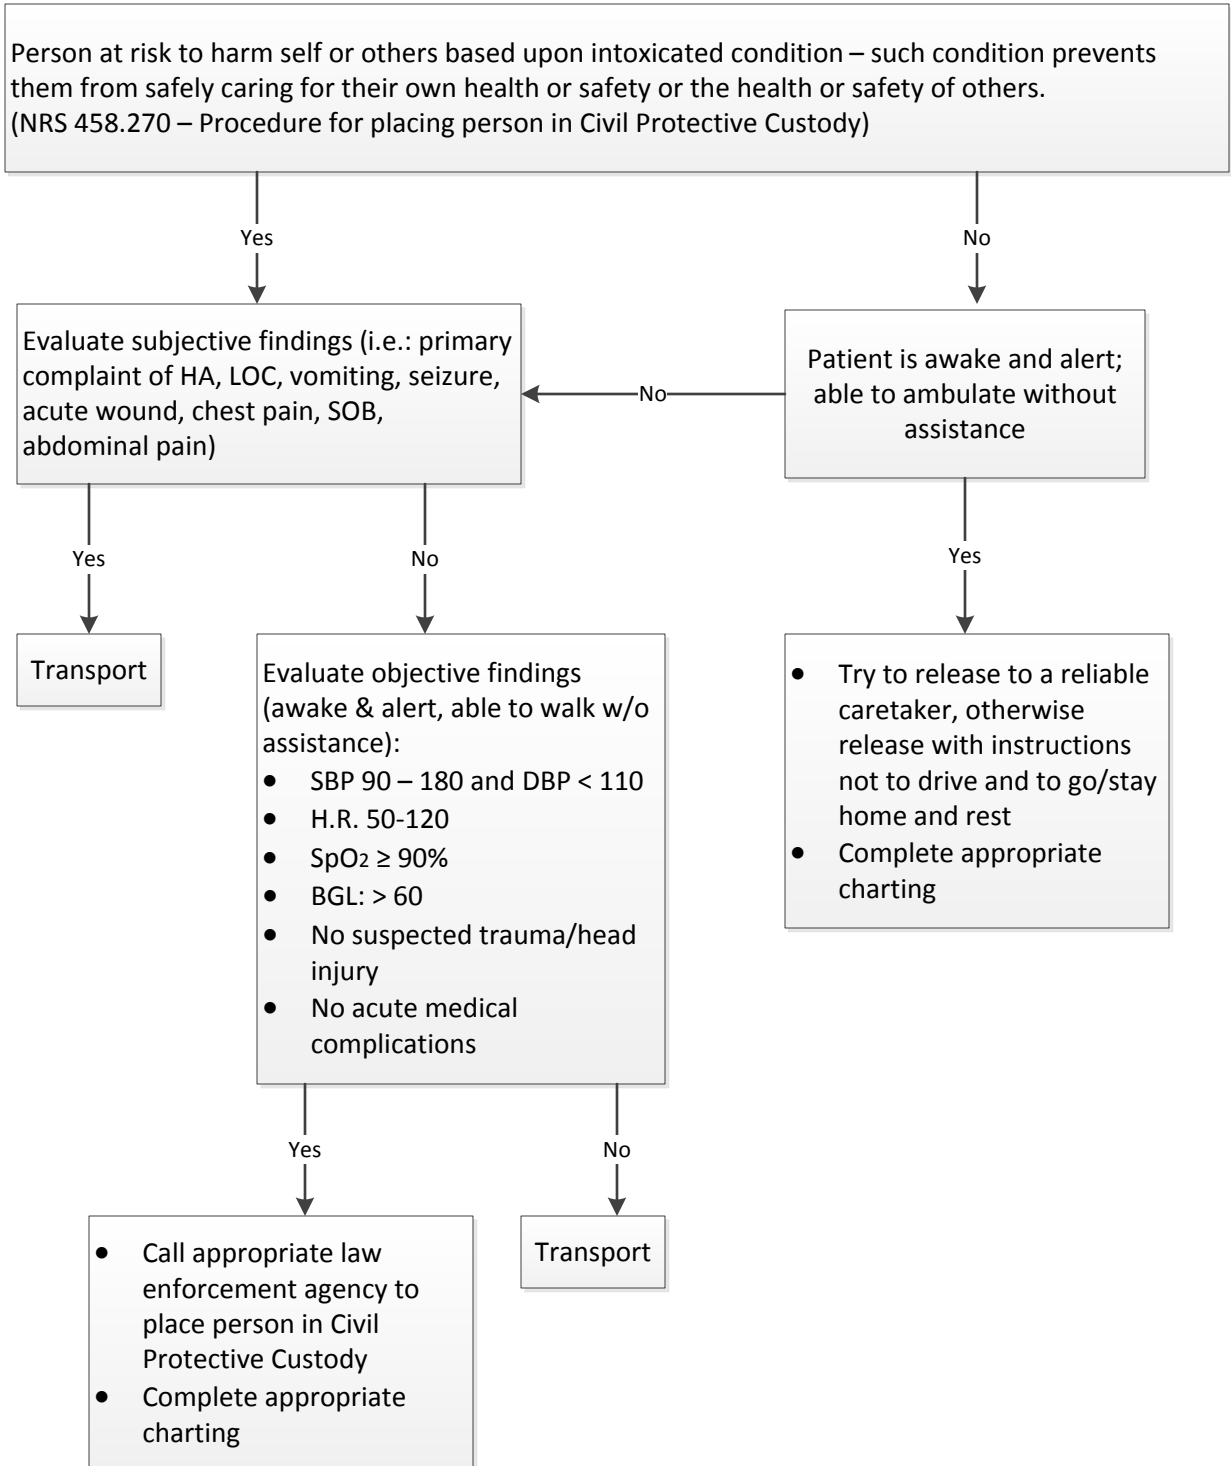 Person at risk to harm self or others based upon intoxicated condition – such condition prevents
them from safely caring for their own health or safety or the health or safety of others.
(NRS 458.270 – Procedure for placing person in Civil Protective Custody)
Yes
No
Evaluate subjective findings (i.e.: primary
complaint of HA, LOC, vomiting, seizure,
acute wound, chest pain, SOB,
abdominal pain)
No
Patient is awake and alert;
able to ambulate without
assistance
Yes
No
Yes
Transport
Evaluate objective findings
(awake & alert, able to walk w/o
assistance):
• SBP 90 – 180 and DBP < 110
• H.R. 50-120
• SpO2 ≥ 90%
• BGL: > 60
• No suspected trauma/head
injury
• No acute medical
complications
• Try to release to a reliable
caretaker, otherwise
release with instructions
not to drive and to go/stay
home and rest
• Complete appropriate
charting
Yes
No
• Call appropriate law
enforcement agency to
place person in Civil
Protective Custody
• Complete appropriate
charting
Transport